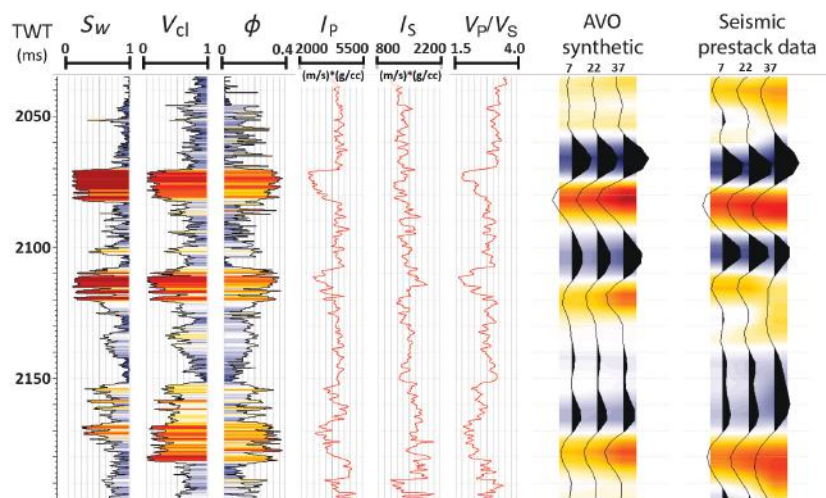 TWT
(ms)
Sw
Vcl
ϕ
IP
IS
VP/VS
AVO
synthetic
Seismic
prestack data
0 1
0 1
0 0.4
2000 5500
800 2200
1.5 4.0
7 22 37
7 22 37
(m/s)*(g/cc)
(m/s)*(g/cc)
2050
2100
2150